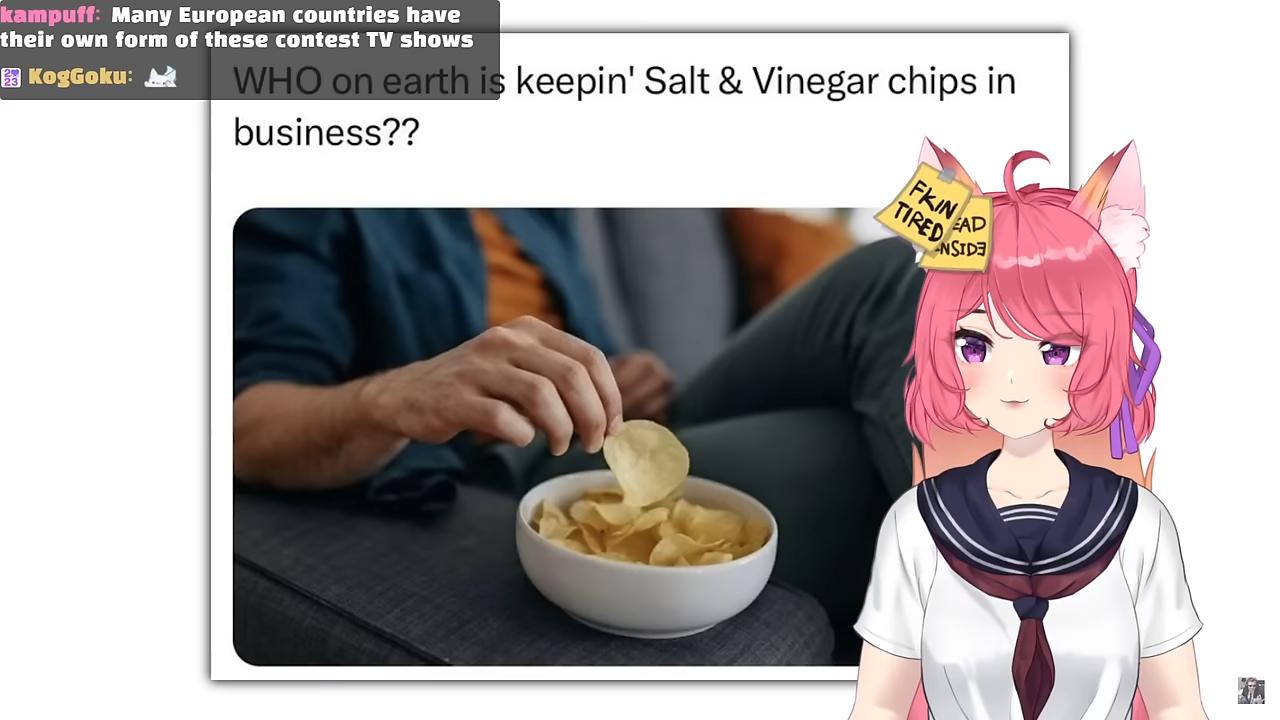 kampuff: Many European countries have
their own form of these contest TV shows
KogGoku:
WHO on earth is keepin' Salt & Vinegar chips in
business??
FKIN
TIRED
EAD
NSIDE